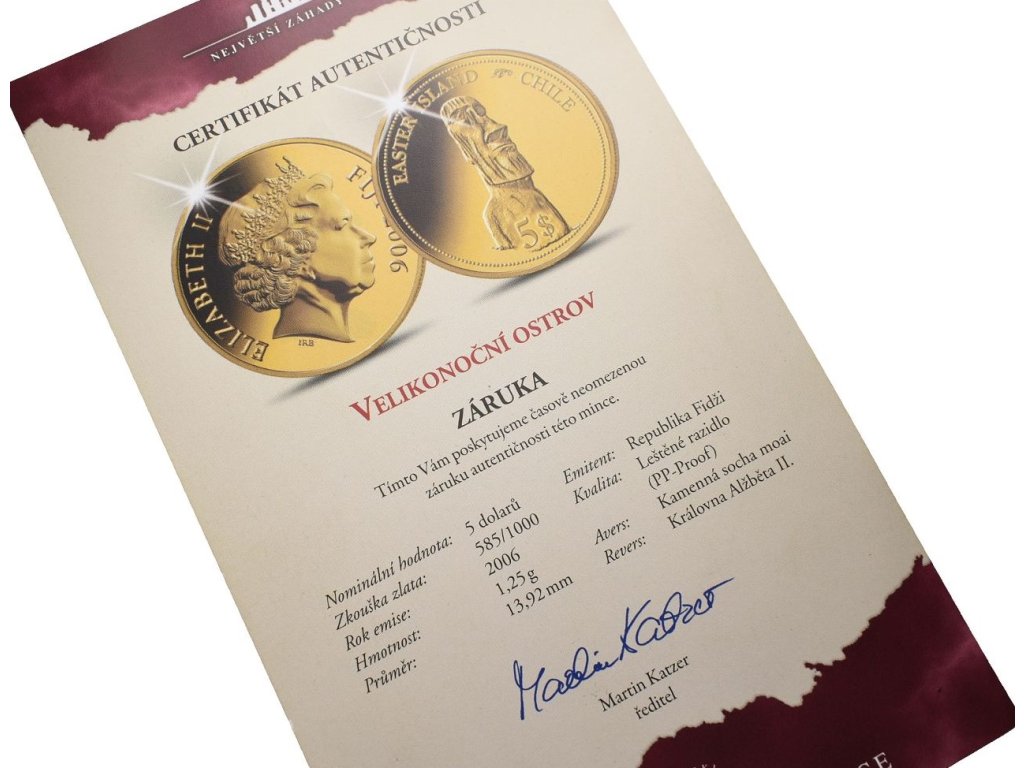 NEJVĚTŠÍ ZÁHADY
CERTIFIKÁT AUTENTIČNOSTI
ELIZABETH II
FIJI 2006
IRB
EASTER ISLAND CHILE
5$
VELIKONOČNÍ OSTROV
ZÁRUKA
Tímto Vám poskytujeme časově neomezenou
záruku autentičnosti této mince.
Nominální hodnota: 5 dolarů
Zkouška zlata: 585/1000
Rok emise: 2006
Hmotnost: 1,25 g
Průměr: 13,92 mm
Emitent: Republika Fidži
Kvalita: Leštěné razidlo
(PP-Proof)
Avers: Kamenná socha moai
Revers: Královna Alžběta II.
Martin Katzer
Martin Katzer
ředitel